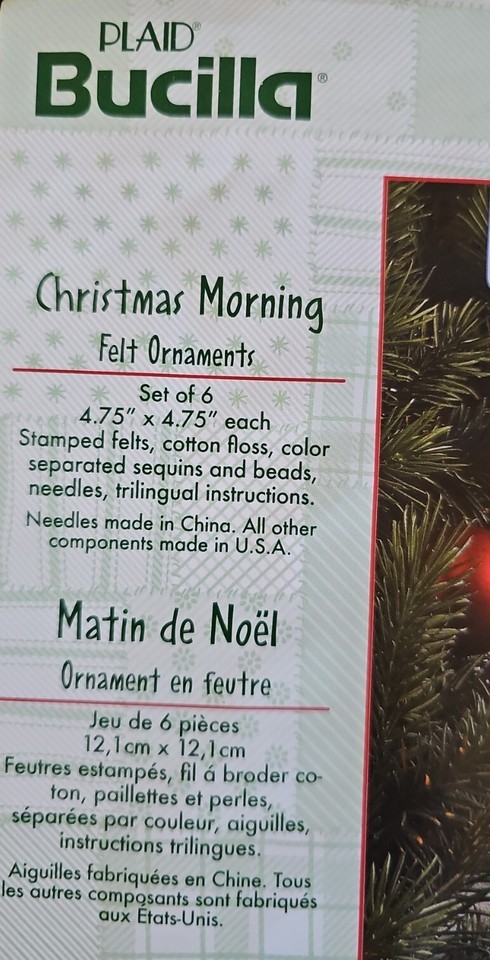 PLAID®
Bucilla®
Christmas Morning
Felt Ornaments
Set of 6
4.75" x 4.75" each
Stamped felts, cotton floss, color
separated sequins and beads,
needles, trilingual instructions.
Needles made in China. All other
components made in U.S.A.
Matin de Noël
Ornament en feutre
Jeu de 6 pièces
12,1cm x 12,1cm
Feutres estampés, fil á broder co-
ton, paillettes et perles,
séparées par couleur, aiguilles,
instructions trilingues.
Aiguilles fabriquées en Chine. Tous
les autres composants sont fabriqués
aux États-Unis.